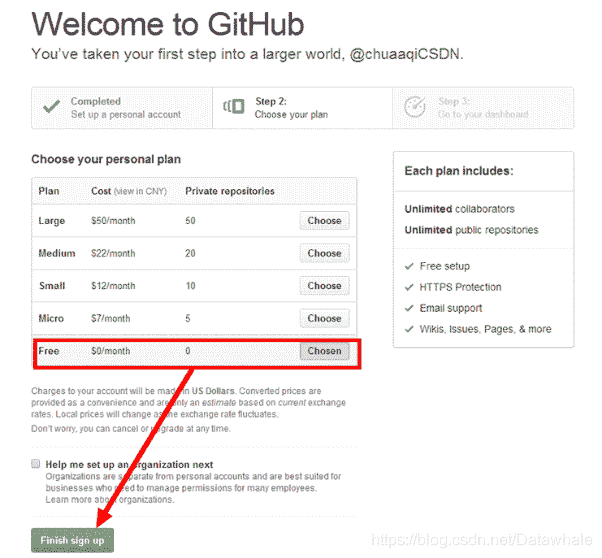 Welcome to GitHub
You've taken your first step into a larger world, @chuaaqiCSDN.
Completed
Set up a personal account
Step 2:
Choose your plan
Step 3:
Go to your dashboard
Choose your personal plan
Plan Cost (view in CNY) Private repositories
Large $50/month 50 Choose
Medium $22/month 20 Choose
Small $12/month 10 Choose
Micro $7/month 5 Choose
Free $0/month 0 Chosen
Charges to your account will be made in US Dollars. Converted prices are
provided as a convenience and are only an estimate based on current exchange
rates. Local prices will change as the exchange rate fluctuates.
Don't worry, you can cancel or upgrade at any time.
Help me set up an organization next
Organizations are separate from personal accounts and are best suited for
businesses who need to manage permissions for many employees.
Learn more about organizations.
Finish sign up
Each plan includes:
Unlimited collaborators
Unlimited public repositories
Free setup
HTTPS Protection
Email support
Wikis, Issues, Pages, & more
https://blog.csdn.net/Datawhale